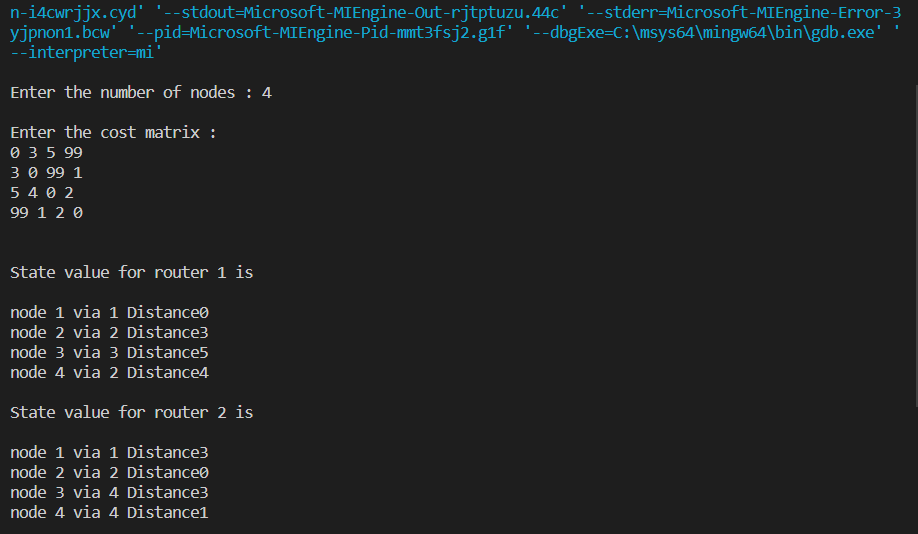 n-i4cwrjjx.cyd' '--stdout=Microsoft-MIEngine-Out-rjtptuzu.44c' '--stderr=Microsoft-MIEngine-Error-3
yjpnon1.bcw' '--pid=Microsoft-MIEngine-Pid-mmt3fsj2.g1f' '--dbgExe=C:\msys64\mingw64\bin\gdb.exe' '
--interpreter=mi'
Enter the number of nodes : 4
Enter the cost matrix :
0 3 5 99
3 0 99 1
5 4 0 2
99 1 2 0
State value for router 1 is
node 1 via 1 Distance0
node 2 via 2 Distance3
node 3 via 3 Distance5
node 4 via 2 Distance4
State value for router 2 is
node 1 via 1 Distance3
node 2 via 2 Distance0
node 3 via 4 Distance3
node 4 via 4 Distance1